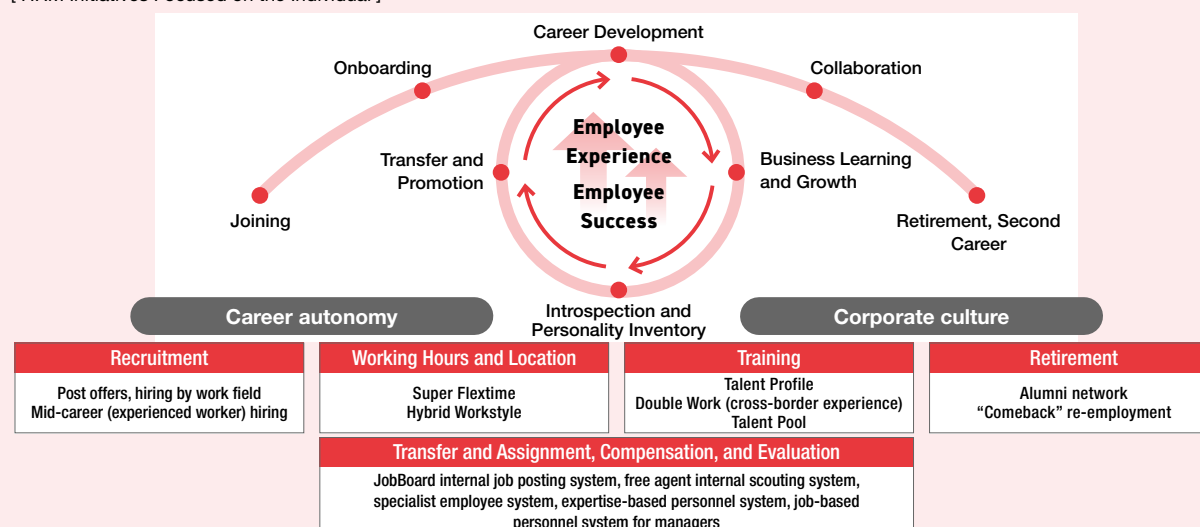 Career Development
Onboarding
Collaboration
Employee
Experience
Employee
Success
Transfer and
Promotion
Business Learning
and Growth
Joining
Retirement, Second
Career
Introspection and
Personality Inventory
Career autonomy
Corporate culture
Recruitment
Post offers, hiring by work field
Mid-career (experienced worker) hiring
Working Hours and Location
Super Flextime
Hybrid Workstyle
Training
Talent Profile
Double Work (cross-border experience)
Talent Pool
Retirement
Alumni network
“Comeback” re-employment
Transfer and Assignment, Compensation, and Evaluation
JobBoard internal job posting system, free agent internal scouting system,
specialist employee system, expertise-based personnel system, job-based
personnel system for managers